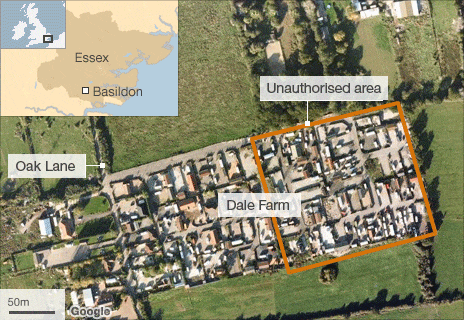 Essex
Basildon
Unauthorised area
Oak Lane
Dale Farm
50m
Google